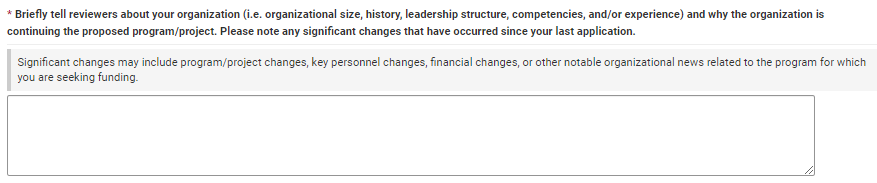 * Briefly tell reviewers about your organization (i.e. organizational size, history, leadership structure, competencies, and/or experience) and why the organization is
continuing the proposed program/project. Please note any significant changes that have occurred since your last application.
Significant changes may include program/project changes, key personnel changes, financial changes, or other notable organizational news related to the program for which
you are seeking funding.